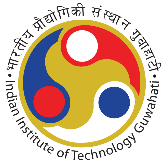 भारतीय प्रौद्योगिकी संस्थान गुवाहाटी
Indian Institute of Technology Guwahati